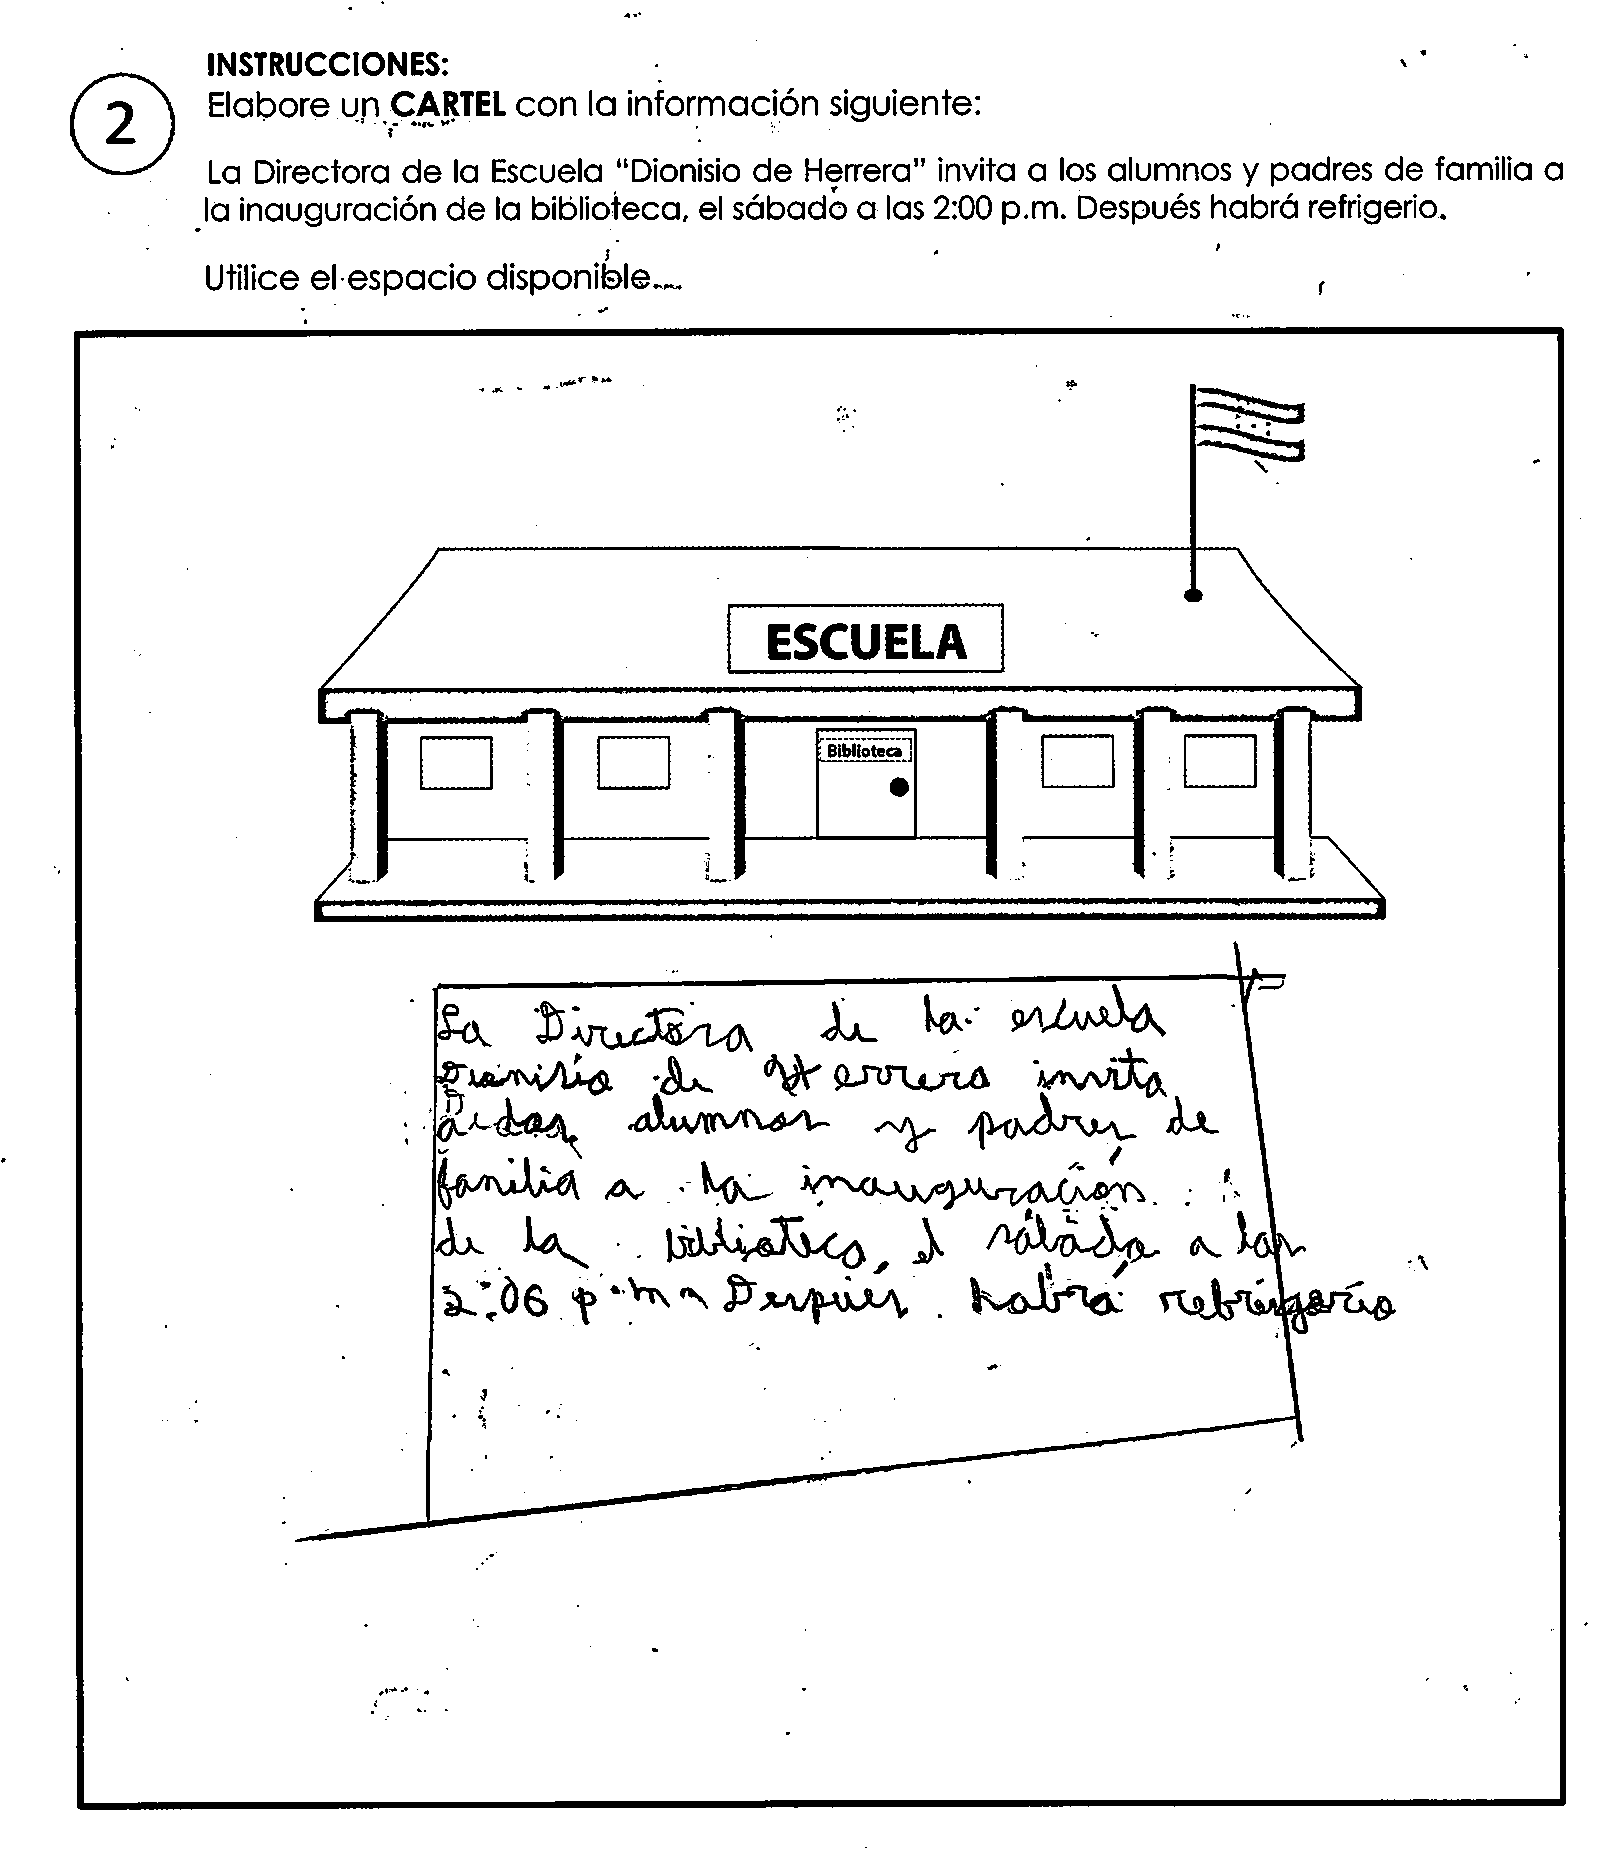 INSTRUCCIONES:
2
Elabore un CARTEL con la información siguiente:
La Directora de la Escuela "Dionisio de Herrera" invita a los alumnos y padres de familia a
la inauguración de la biblioteca, el sábado a las 2:00 p.m. Después habrá refrigerio.
Utilice el espacio disponible.
ESCUELA
Biblioteca
La Directora de la escuela
Dionisio de Herrera invita
a los alumnos y padres de
familia a la inauguración
de la biblioteca, el sábado a las
2:06 p.m Después habrá rebrigerio